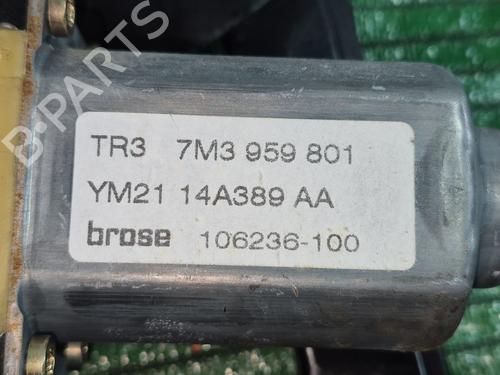 TR3 7M3 959 801
YM21 14A389 AA
brose 106236-100
B-PARTS